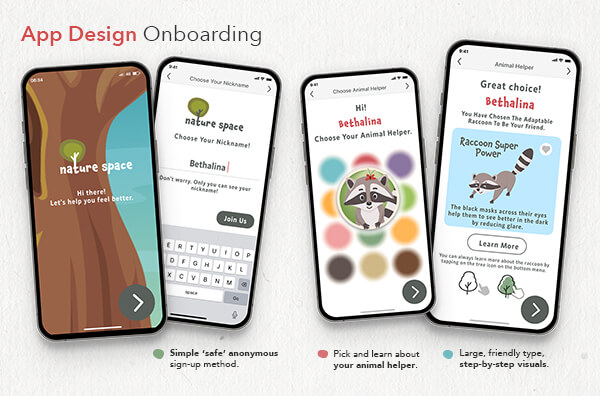 App Design Onboarding
08:34
4G
nature space
Hi there!
Let's help you feel better.
9:41
Choose Your Nickname
nature space
Choose Your Nickname!
Bethalina
Don't worry. Only you can see your
nickname!
Join Us
E R T Y U I O P
D F G H J K L
X C V B N M
space
Go
9:41
Choose Animal Helper
Hi!
Bethalina
Choose Your Animal Helper.
9:41
Animal Helper
Great choice!
Bethalina
You Have Chosen The Adaptable
Raccoon To Be Your Friend.
Raccoon Super
Power
The black masks across their eyes
help them to see better in the dark
by reducing glare.
Learn More
You can always learn more about the raccoon by
tapping on the tree icon on the bottom menu.
Simple 'safe' anonymous
sign-up method.
Pick and learn about
your animal helper.
Large, friendly type,
step-by-step visuals.